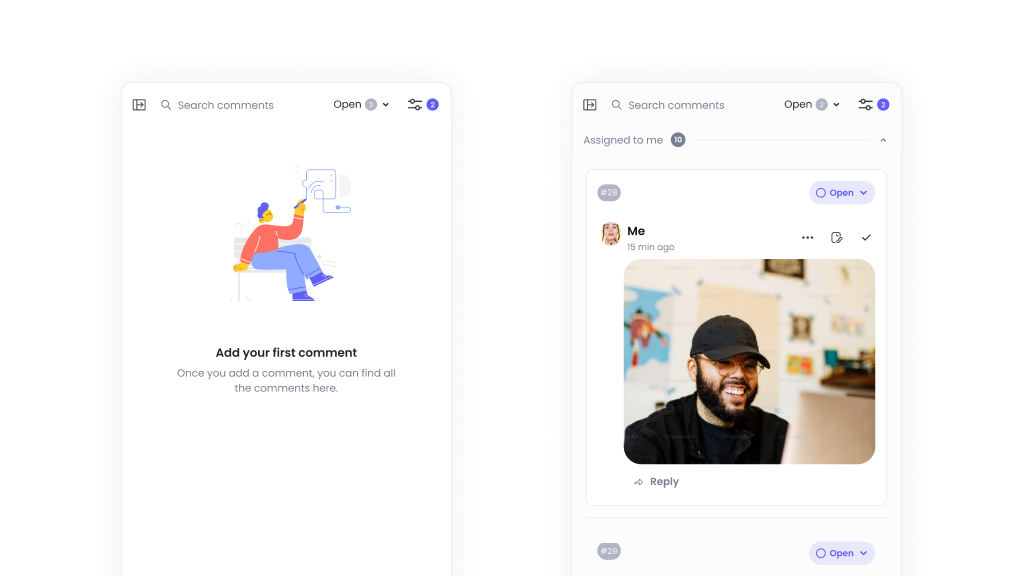 Search comments
Open 2
2
Add your first comment
Once you add a comment, you can find all
the comments here.
Search comments
Open 2
2
Assigned to me 10
#28
Open
Me
15 min ago
Reply
#29
Open